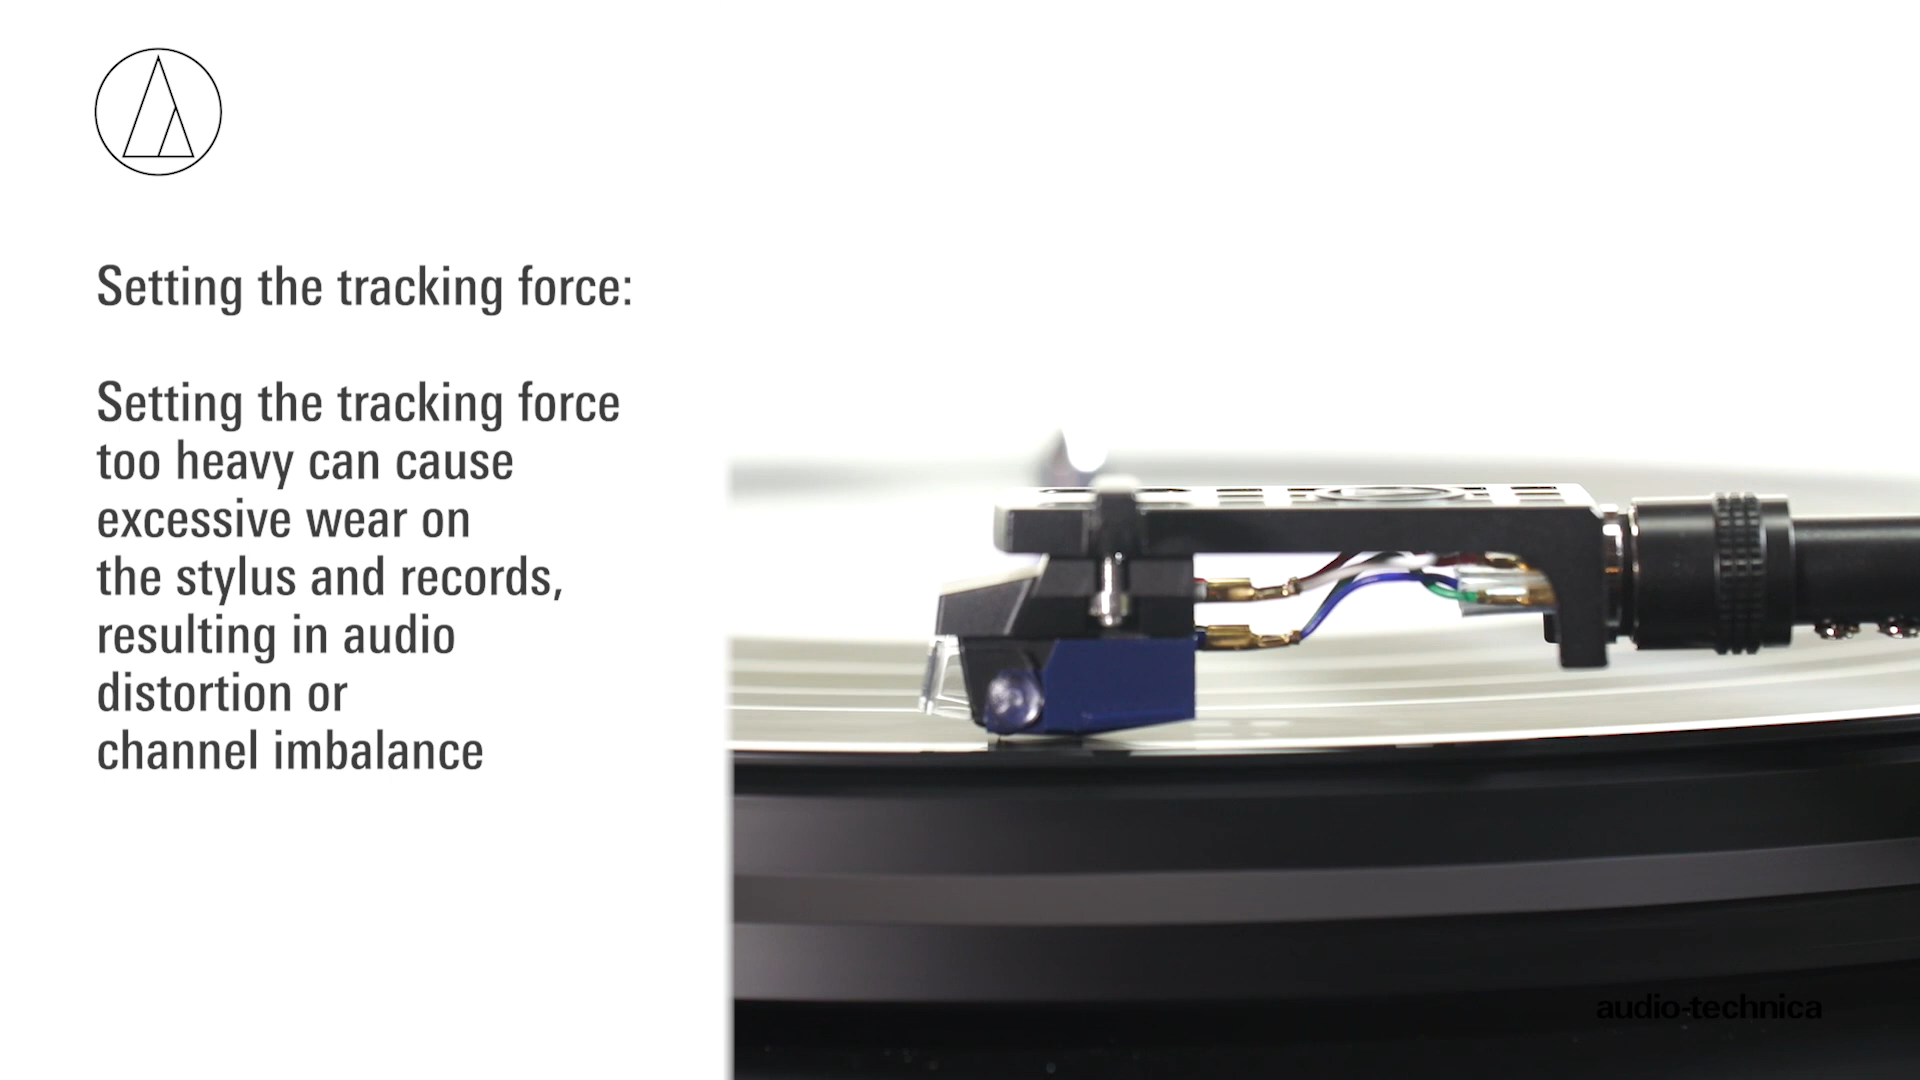 Setting the tracking force:
Setting the tracking force
too heavy can cause
excessive wear on
the stylus and records,
resulting in audio
distortion or
channel imbalance
audio-technica